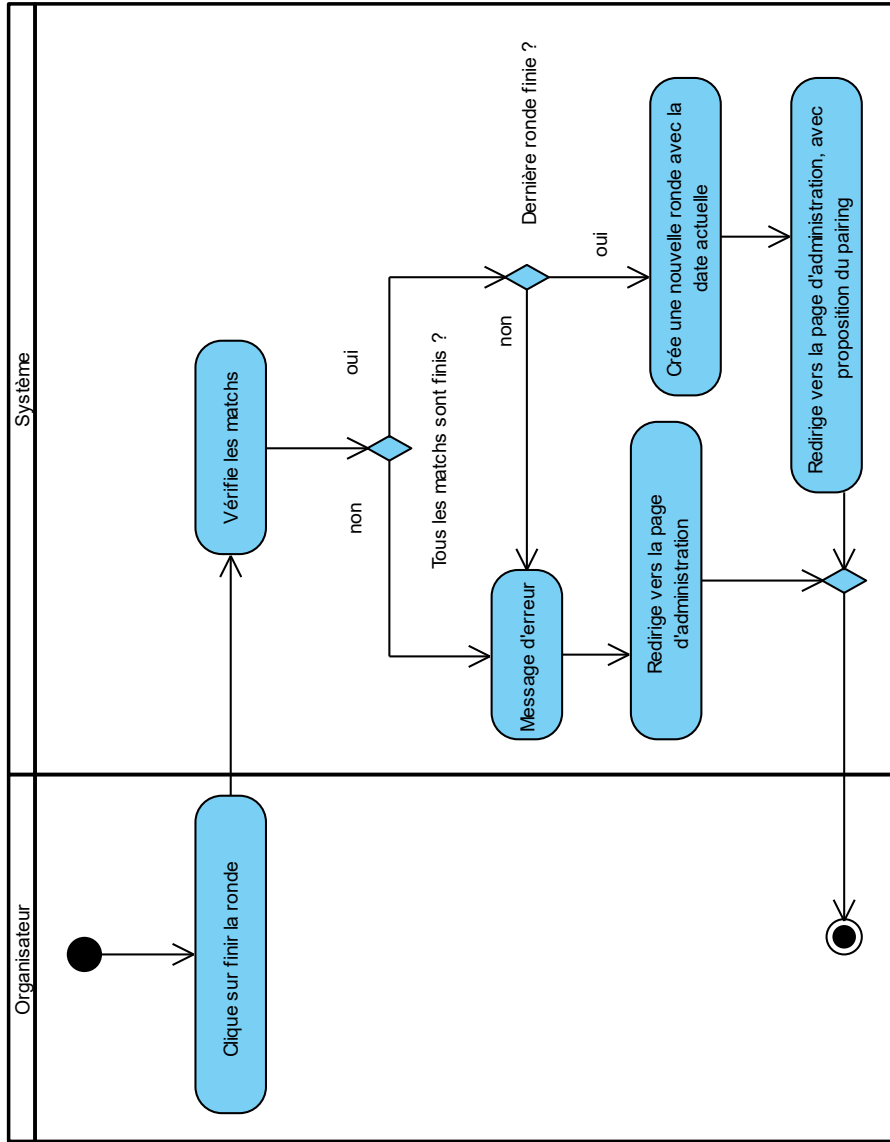 Organisateur
Système
Clique sur finir la ronde
Vérifie les matchs
non
oui
Tous les matchs sont finis ?
Dernière ronde finie ?
non
oui
Message d'erreur
Redirige vers la page
d'administration
Crée une nouvelle ronde avec la
date actuelle
Redirige vers la page d'administration, avec
proposition du pairing